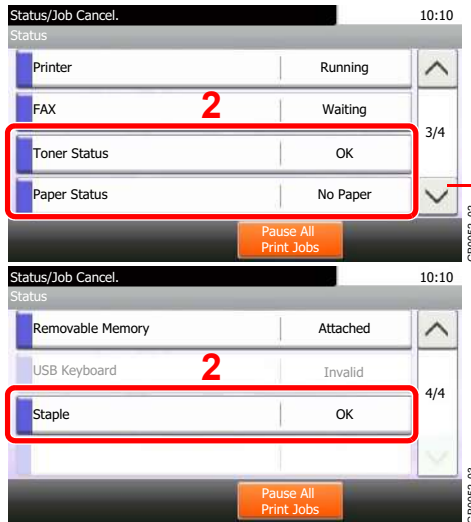 Status/Job Cancel. 10:10
Status
Printer Running
FAX Waiting
2
3/4
Toner Status OK
Paper Status No Paper
Pause All
Print Jobs
Status/Job Cancel. 10:10
Status
Removable Memory Attached
USB Keyboard Invalid
2
4/4
Staple OK
Pause All
Print Jobs